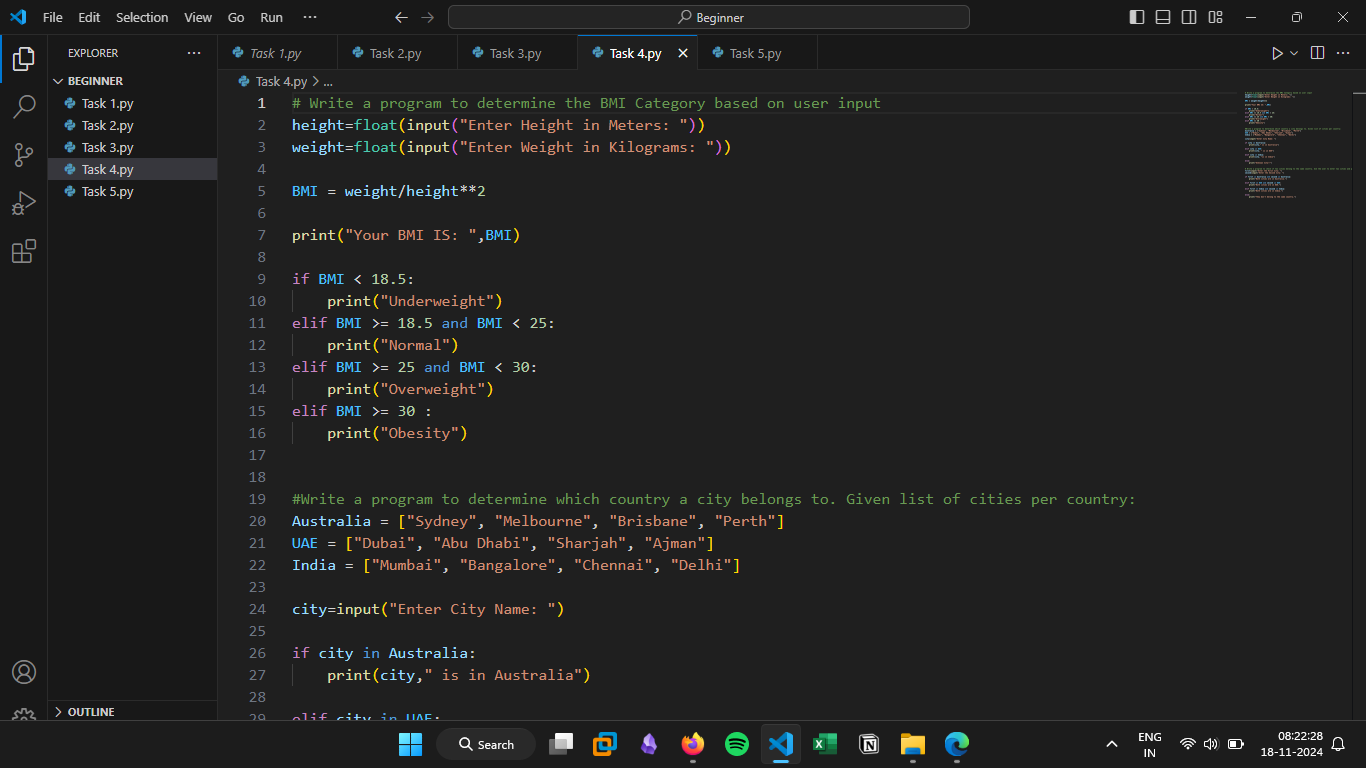 File Edit Selection View Go Run ··· Beginner
EXPLORER ···
BEGINNER
Task 1.py
Task 2.py
Task 3.py
Task 4.py
Task 5.py
OUTLINE
Task 1.py Task 2.py Task 3.py Task 4.py Task 5.py
Task 4.py > ...
1 # Write a program to determine the BMI Category based on user input
2 height=float(input("Enter Height in Meters: "))
3 weight=float(input("Enter Weight in Kilograms: "))
4
5 BMI = weight/height**2
6
7 print("Your BMI IS: ",BMI)
8
9 if BMI < 18.5:
10 print("Underweight")
11 elif BMI >= 18.5 and BMI < 25:
12 print("Normal")
13 elif BMI >= 25 and BMI < 30:
14 print("Overweight")
15 elif BMI >= 30 :
16 print("Obesity")
17
18
19 #Write a program to determine which country a city belongs to. Given list of cities per country:
20 Australia = ["Sydney", "Melbourne", "Brisbane", "Perth"]
21 UAE = ["Dubai", "Abu Dhabi", "Sharjah", "Ajman"]
22 India = ["Mumbai", "Bangalore", "Chennai", "Delhi"]
23
24 city=input("Enter City Name: ")
25
26 if city in Australia:
27 print(city," is in Australia")
28
29 elif city in UAE:
Search
ENG
IN
08:22:28
18-11-2024